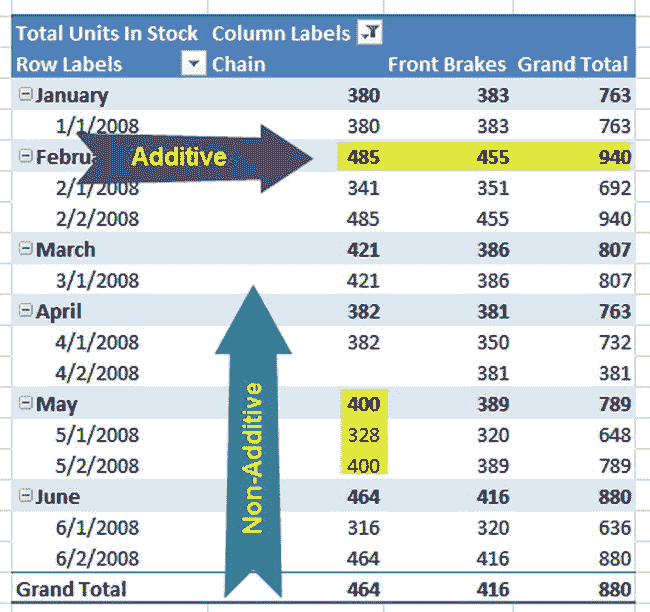 Total Units In Stock Column Labels
Row Labels Chain Front Brakes Grand Total
January 380 383 763
1/1/2008 380 383 763
Februa Additive 485 455 940
2/1/2008 341 351 692
2/2/2008 485 455 940
March 421 386 807
3/1/2008 421 386 807
April 382 381 763
4/1/2008 382 350 732
4/2/2008 381 381
May 400 389 789
5/1/2008 328 320 648
5/2/2008 400 389 789
June 464 416 880
6/1/2008 316 320 636
6/2/2008 464 416 880
Grand Total 464 416 880
Non-Additive